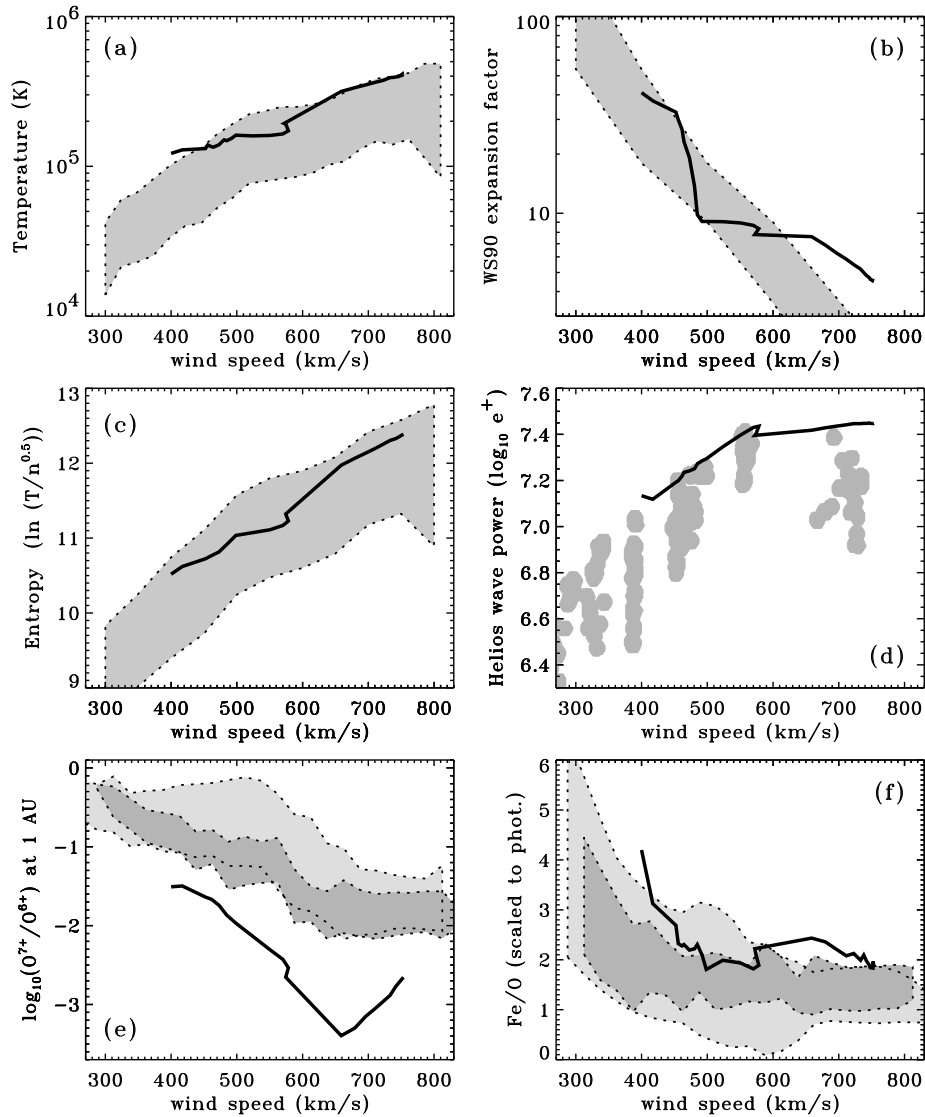 10^6
10^5
10^4
Temperature (K)
(a)
300 400 500 600 700 800
wind speed (km/s)
100
10
WS90 expansion factor
(b)
300 400 500 600 700 800
wind speed (km/s)
13
12
11
10
9
Entropy (ln (T/n^0.5))
(c)
300 400 500 600 700 800
wind speed (km/s)
7.6
7.4
7.2
7.0
6.8
6.6
6.4
Helios wave power (log_10 e^+)
(d)
300 400 500 600 700 800
wind speed (km/s)
0
-1
-2
-3
log_10(O^7+/O^6+) at 1 AU
(e)
300 400 500 600 700 800
wind speed (km/s)
6
5
4
3
2
1
0
Fe/O (scaled to phot.)
(f)
300 400 500 600 700 800
wind speed (km/s)